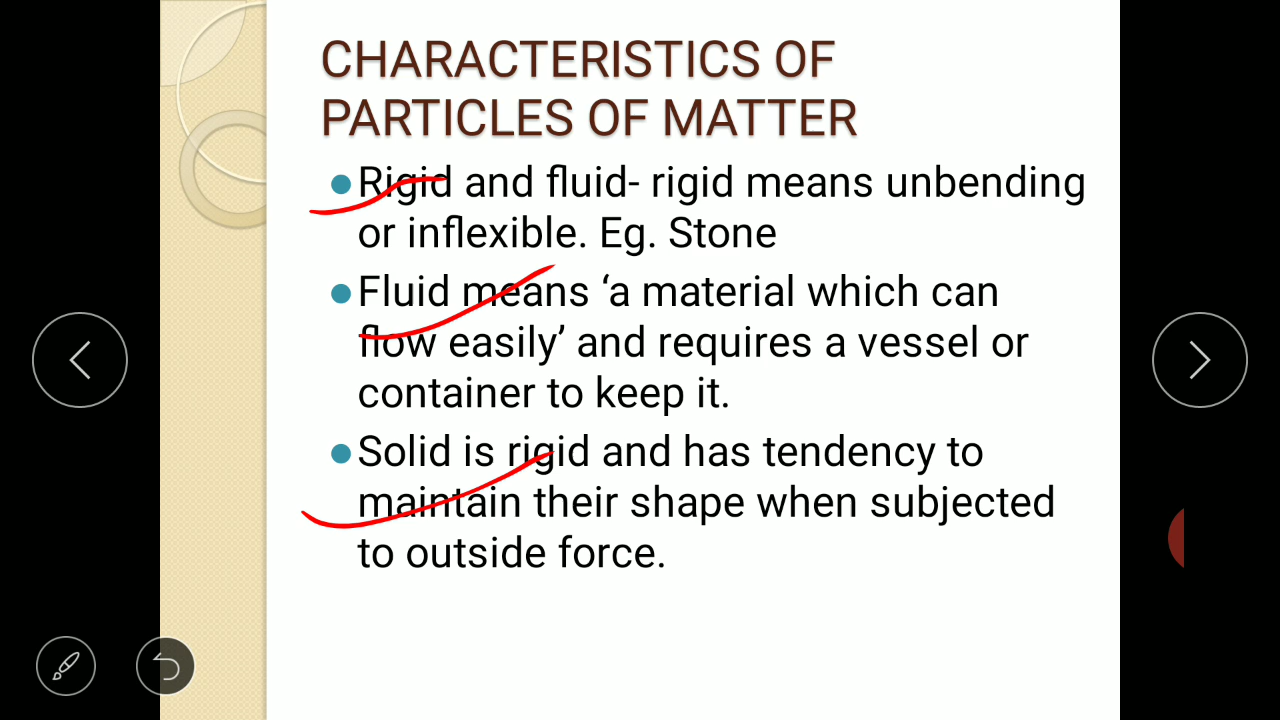 CHARACTERISTICS OF
PARTICLES OF MATTER
Rigid and fluid- rigid means unbending
or inflexible. Eg. Stone
Fluid means ‘a material which can
flow easily’ and requires a vessel or
container to keep it.
Solid is rigid and has tendency to
maintain their shape when subjected
to outside force.